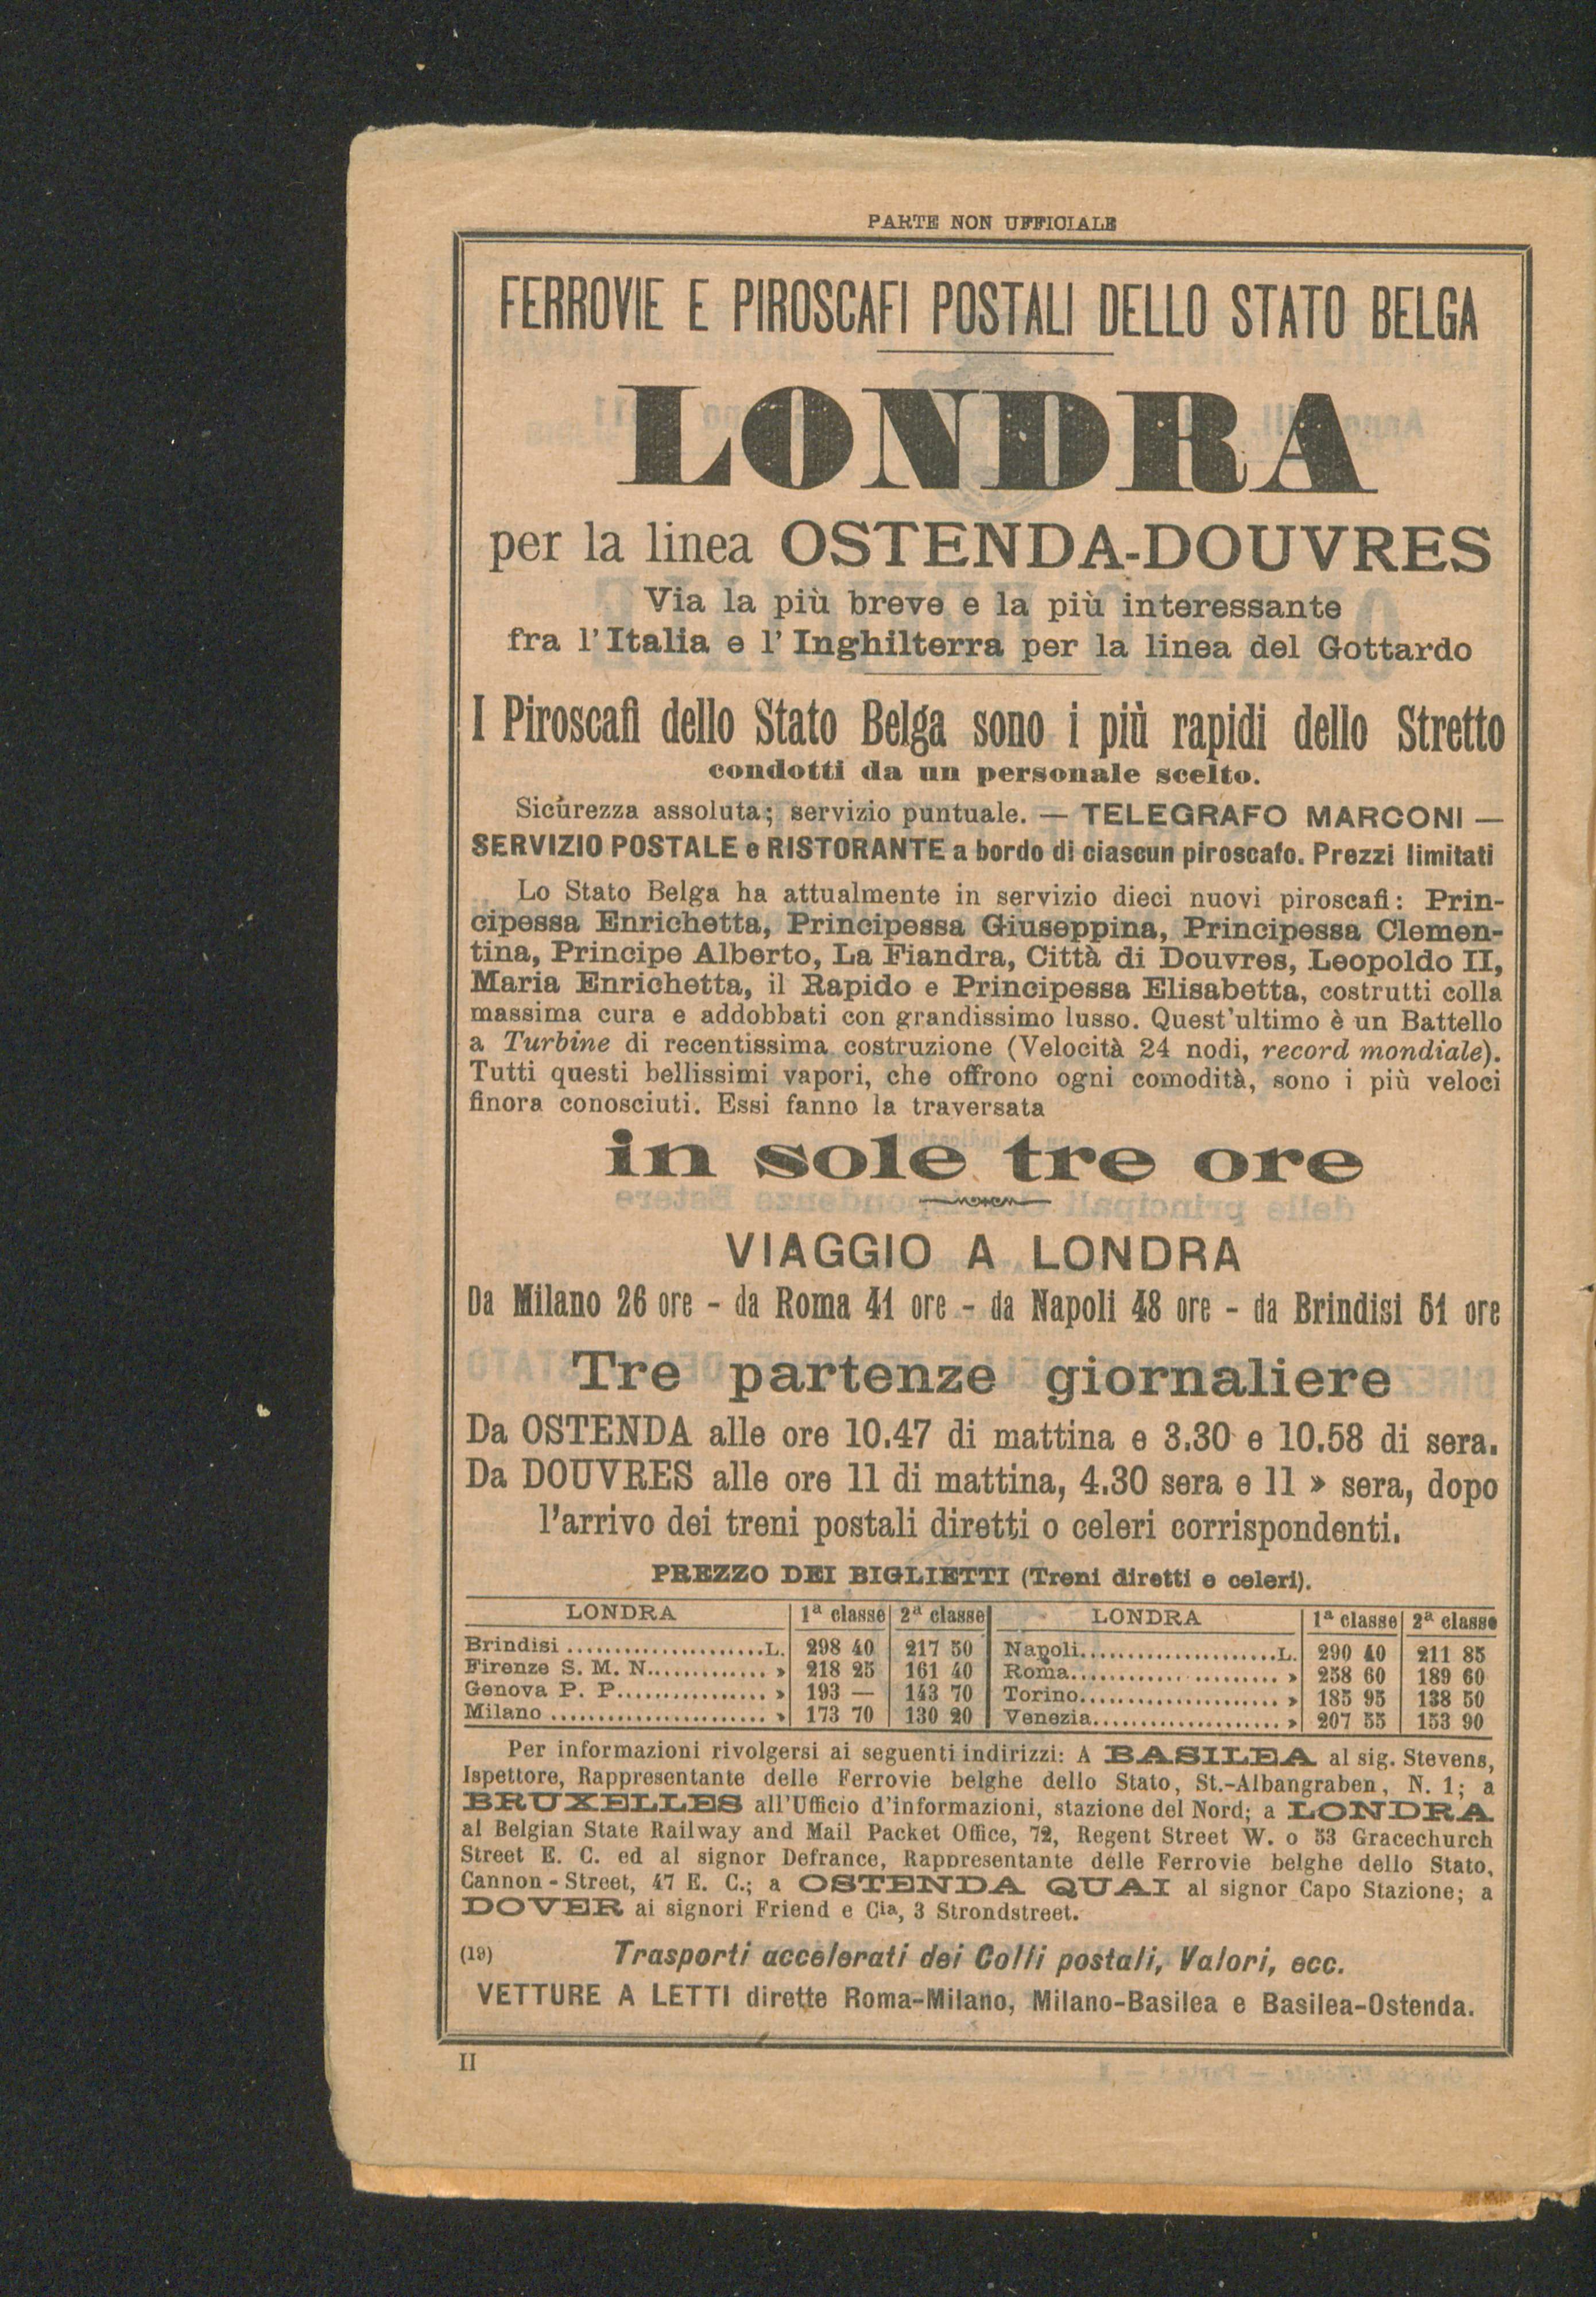 PARTE NON UFFICIALE
FERROVIE E PIROSCAFI POSTALI DELLO STATO BELGA
LONDRA
per la linea OSTENDA-DOUVRES
Via la più breve e la più interessante
fra l'Italia e l'Inghilterra per la linea del Gottardo
I Piroscafi dello Stato Belga sono i più rapidi dello Stretto
condotti da un personale scelto.
Sicurezza assoluta; servizio puntuale. — TELEGRAFO MARCONI —
SERVIZIO POSTALE e RISTORANTE a bordo di ciascun piroscafo. Prezzi limitati
Lo Stato Belga ha attualmente in servizio dieci nuovi piroscafi: Prin-
cipessa Enrichetta, Principessa Giuseppina, Principessa Clemen-
tina, Principe Alberto, La Fiandra, Città di Douvres, Leopoldo II,
Maria Enrichetta, il Rapido e Principessa Elisabetta, costrutti colla
massima cura e addobbati con grandissimo lusso. Quest'ultimo è un Battello
a Turbine di recentissima costruzione (Velocità 24 nodi, record mondiale).
Tutti questi bellissimi vapori, che offrono ogni comodità, sono i più veloci
finora conosciuti. Essi fanno la traversata
in sole tre ore
VIAGGIO A LONDRA
Da Milano 26 ore - da Roma 41 ore - da Napoli 48 ore - da Brindisi 51 ore
Tre partenze giornaliere
Da OSTENDA alle ore 10.47 di mattina e 3.30 e 10.58 di sera.
Da DOUVRES alle ore 11 di mattina, 4.30 sera e 11 » sera, dopo
l'arrivo dei treni postali diretti o celeri corrispondenti.
PREZZO DEI BIGLIETTI (Treni diretti e celeri).
LONDRA 1ª classe 2ª classe LONDRA 1ª classe 2ª classe
Brindisi .....................L. 298 40 217 50 Napoli.....................L. 290 40 211 85
Firenze S. M. N............. » 218 25 161 40 Roma...................... » 258 60 189 60
Genova P. P................ » 193 — 143 70 Torino..................... » 185 95 138 50
Milano ....................... » 173 70 130 20 Venezia.................... » 207 55 153 90
Per informazioni rivolgersi ai seguenti indirizzi: A BASILEA al sig. Stevens,
Ispettore, Rappresentante delle Ferrovie belghe dello Stato, St.-Albangraben, N. 1; a
BRUXELLES all'Ufficio d'informazioni, stazione del Nord; a LONDRA
al Belgian State Railway and Mail Packet Office, 72, Regent Street W. o 53 Gracechurch
Street E. C. ed al signor Defrance, Rappresentante delle Ferrovie belghe dello Stato,
Cannon-Street, 47 E. C.; a OSTENDA QUAI al signor Capo Stazione; a
DOVER ai signori Friend e Cia, 3 Strondstreet.
(19) Trasporti accelerati dei Colli postali, Valori, ecc.
VETTURE A LETTI dirette Roma-Milano, Milano-Basilea e Basilea-Ostenda.
II